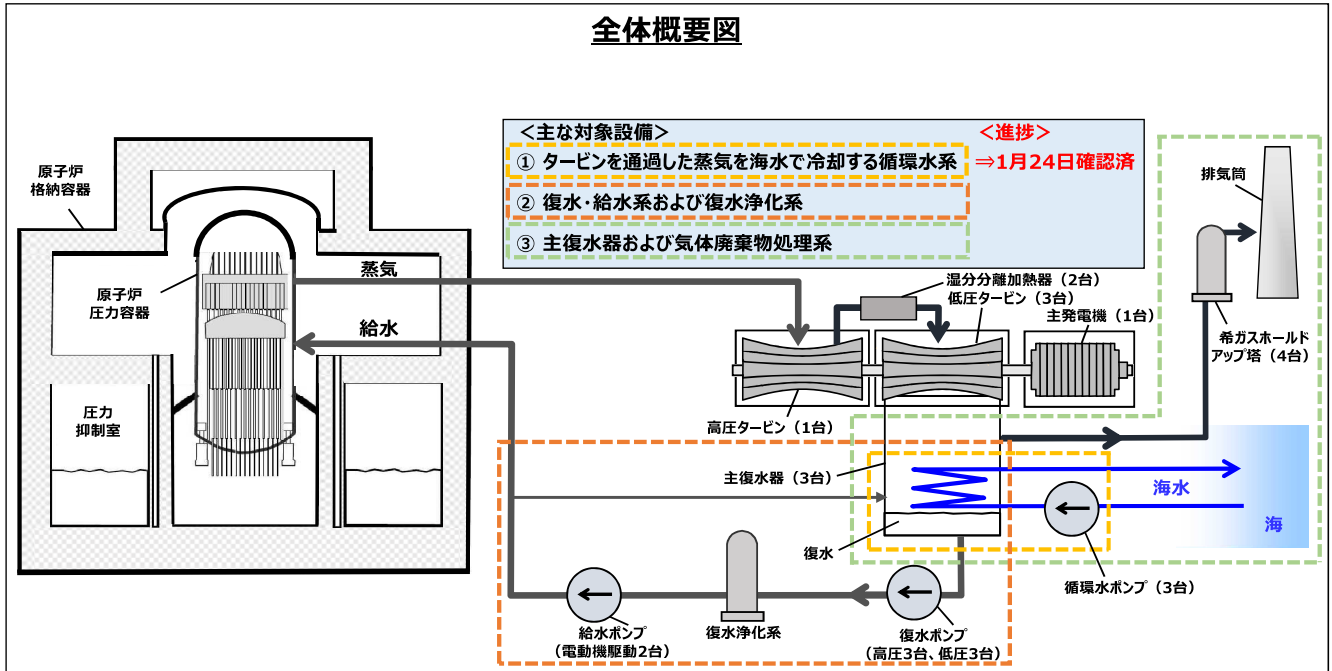 全体概要図
＜主な対象設備＞
＜進捗＞
① タービンを通過した蒸気を海水で冷却する循環水系
⇒1月24日確認済
② 復水・給水系および復水浄化系
③ 主復水器および気体廃棄物処理系
原子炉
格納容器
原子炉
圧力容器
蒸気
給水
圧力
抑制室
湿分分離加熱器（2台）
低圧タービン（3台）
主発電機（1台）
高圧タービン（1台）
排気筒
希ガスホールド
アップ塔（4台）
主復水器（3台）
海水
海
復水
循環水ポンプ（3台）
給水ポンプ
（電動機駆動2台）
復水浄化系
復水ポンプ
（高圧3台、低圧3台）